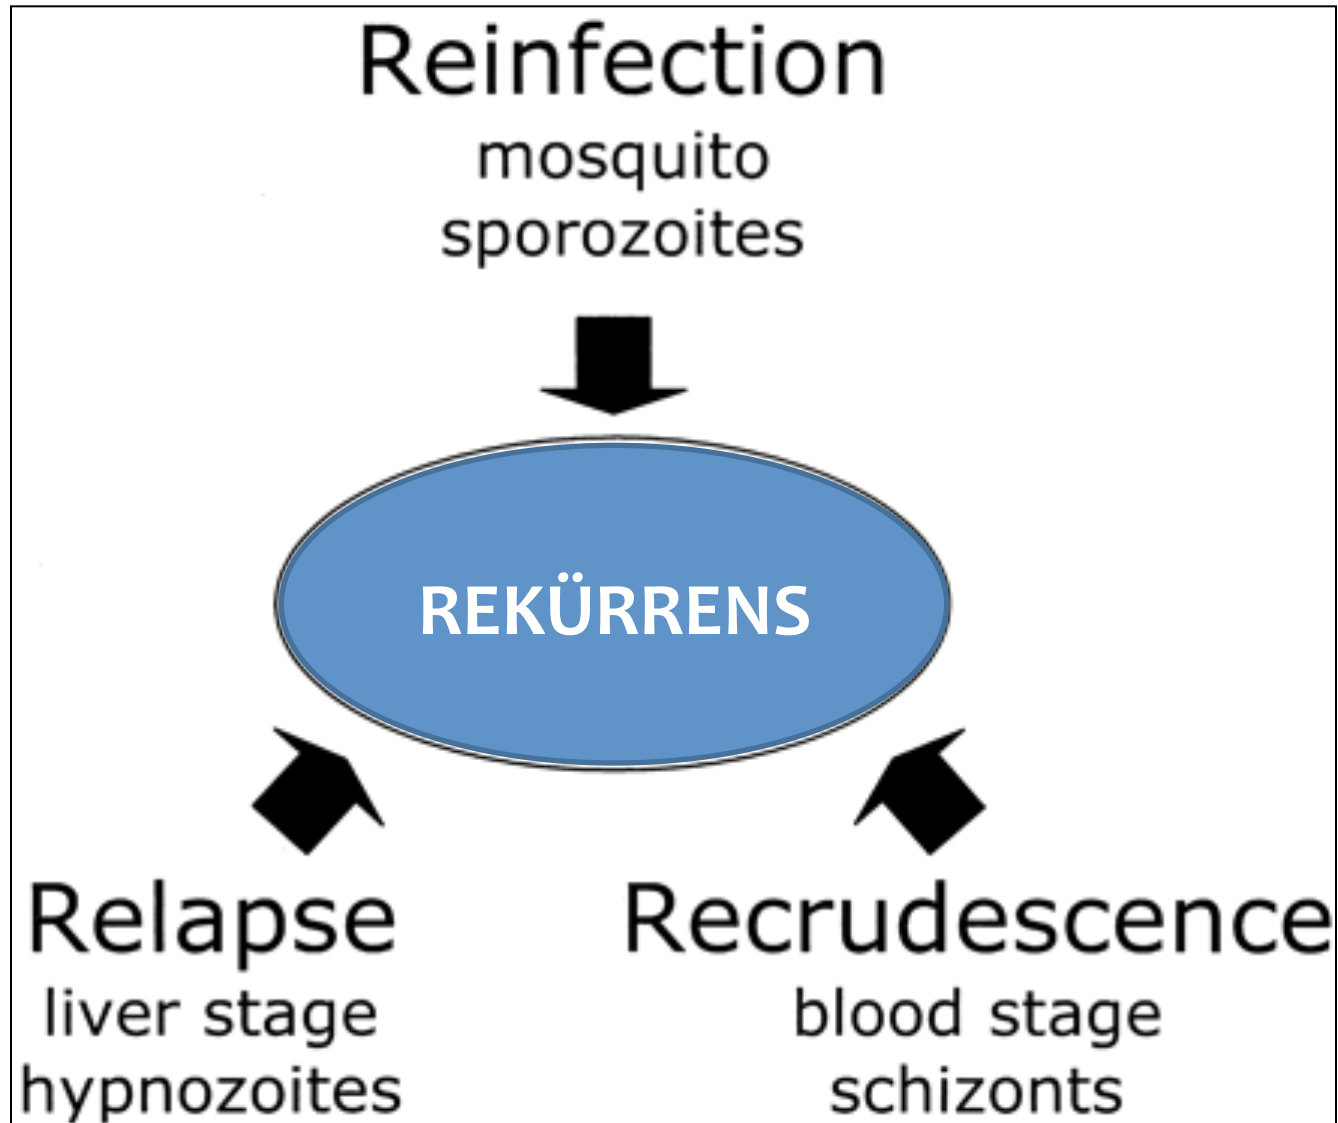 Reinfection
mosquito
sporozoites
REKÜRRENS
Relapse
liver stage
hypnozoites
Recrudescence
blood stage
schizonts